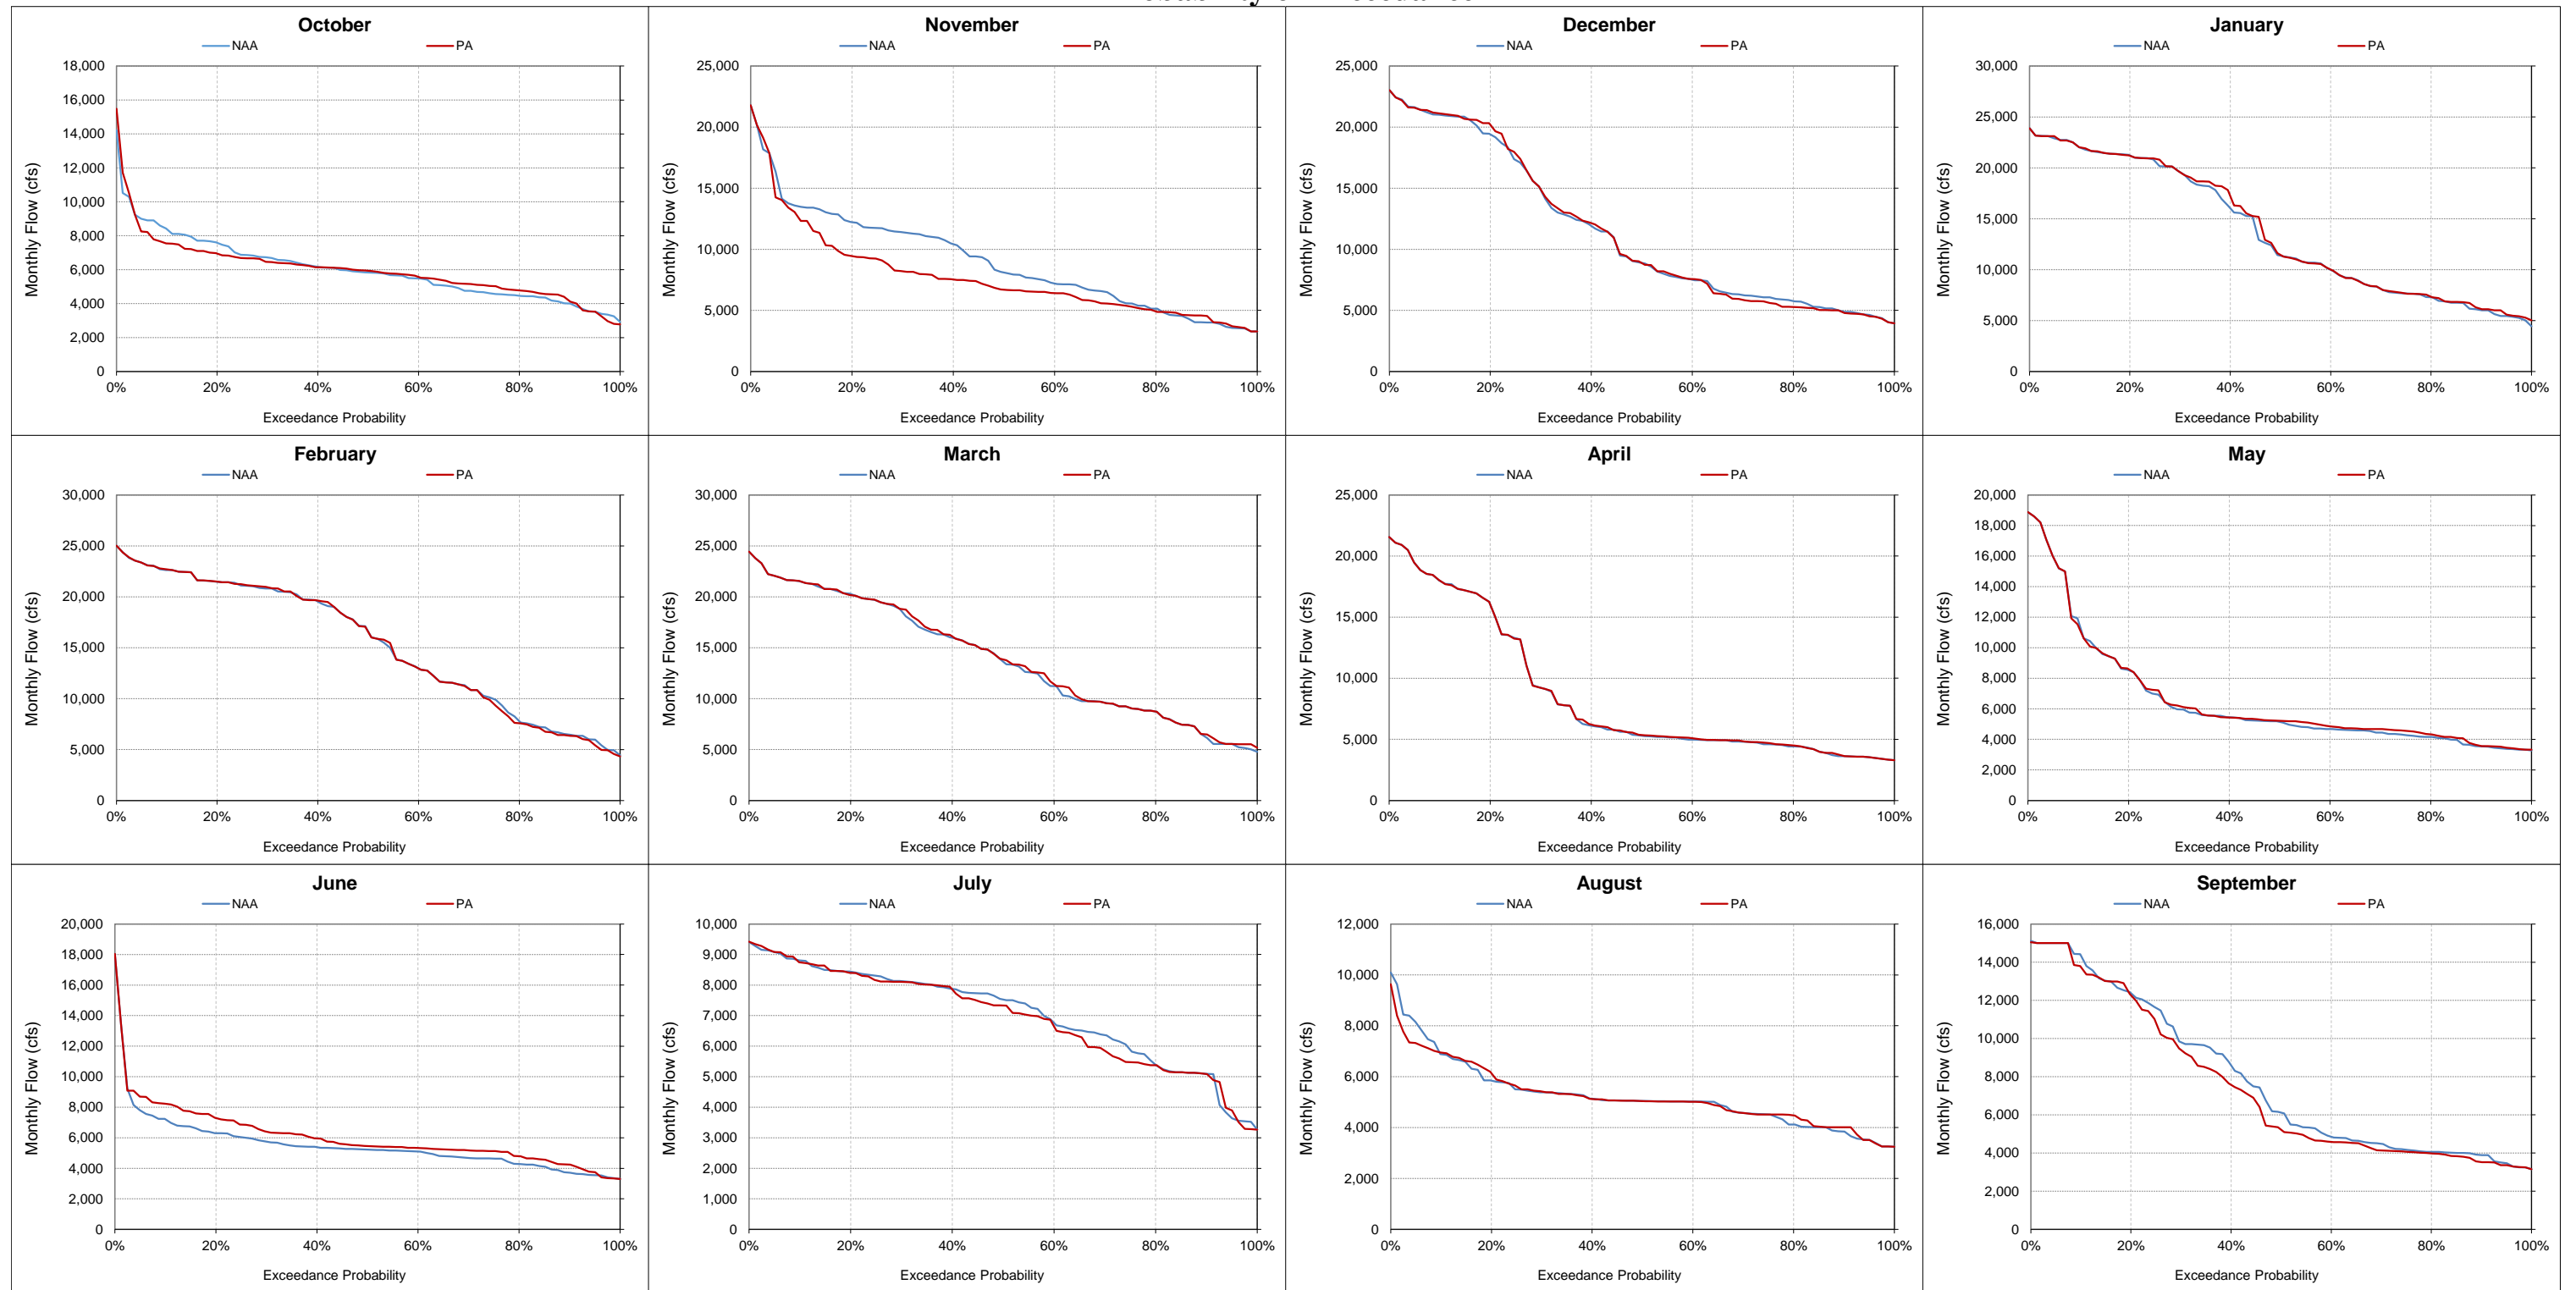 October November December January
NAA PA NAA PA NAA PA NAA PA
18,000 25,000 25,000 30,000
16,000
14,000 20,000 20,000 25,000
12,000 20,000
10,000 15,000 15,000
8,000 15,000
6,000 10,000 10,000 10,000
4,000 5,000 5,000 5,000
2,000
0 0 0 0
Monthly Flow (cfs) Monthly Flow (cfs) Monthly Flow (cfs) Monthly Flow (cfs)
0% 20% 40% 60% 80% 100% 0% 20% 40% 60% 80% 100% 0% 20% 40% 60% 80% 100% 0% 20% 40% 60% 80% 100%
Exceedance Probability Exceedance Probability Exceedance Probability Exceedance Probability
February March April May
NAA PA NAA PA NAA PA NAA PA
30,000 30,000 25,000 20,000
18,000
25,000 25,000 20,000 16,000
14,000
20,000 20,000 15,000 12,000
15,000 15,000 10,000
10,000 10,000 10,000 8,000
6,000
5,000 5,000 5,000 4,000
2,000
0 0 0 0
Monthly Flow (cfs) Monthly Flow (cfs) Monthly Flow (cfs) Monthly Flow (cfs)
0% 20% 40% 60% 80% 100% 0% 20% 40% 60% 80% 100% 0% 20% 40% 60% 80% 100% 0% 20% 40% 60% 80% 100%
Exceedance Probability Exceedance Probability Exceedance Probability Exceedance Probability
June July August September
NAA PA NAA PA NAA PA NAA PA
20,000 10,000 12,000 16,000
18,000 9,000 14,000
16,000 8,000 10,000 12,000
14,000 7,000 8,000
12,000 6,000 10,000
10,000 5,000 6,000 8,000
8,000 4,000 6,000
6,000 3,000 4,000 4,000
4,000 2,000 2,000
2,000 1,000 2,000
0 0 0 0
Monthly Flow (cfs) Monthly Flow (cfs) Monthly Flow (cfs) Monthly Flow (cfs)
0% 20% 40% 60% 80% 100% 0% 20% 40% 60% 80% 100% 0% 20% 40% 60% 80% 100% 0% 20% 40% 60% 80% 100%
Exceedance Probability Exceedance Probability Exceedance Probability Exceedance Probability